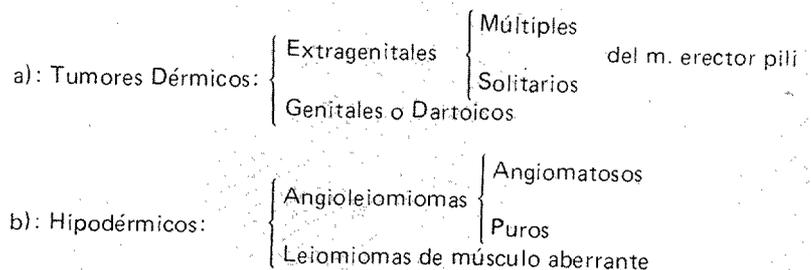 Múltiples
Extragenitales
del m. erector pili
a): Tumores Dérmicos:
Solitarios
Genitales o Dartoicos
Angiomatosos
Angioleiomiomas
b): Hipodérmicos:
Puros
Leiomiomas de músculo aberrante